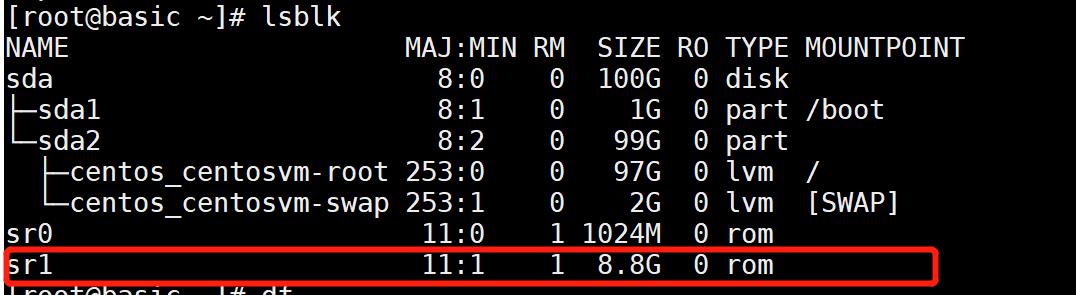 [root@basic ~]# lsblk
NAME                     MAJ:MIN RM  SIZE RO TYPE MOUNTPOINT
sda                        8:0    0  100G  0 disk
├─sda1                     8:1    0    1G  0 part /boot
└─sda2                     8:2    0   99G  0 part
  ├─centos_centosvm-root 253:0    0   97G  0 lvm  /
  └─centos_centosvm-swap 253:1    0    2G  0 lvm  [SWAP]
sr0                       11:0    1 1024M  0 rom
sr1                       11:1    1  8.8G  0 rom
[root@basic ~]# df